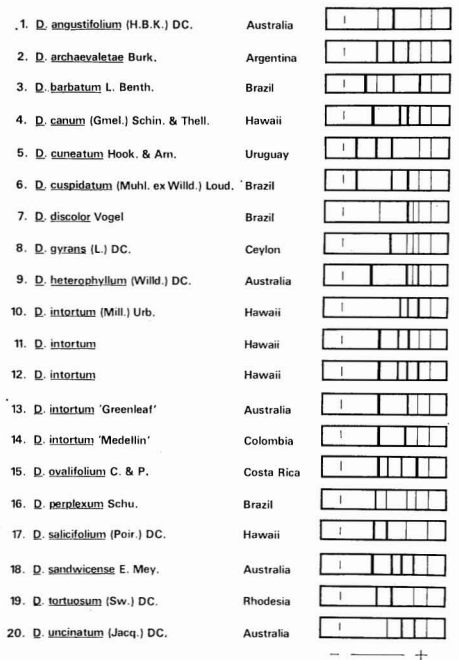 1. D. angustifolium (H.B.K.) DC. Australia
2. D. archaevaletae Burk. Argentina
3. D. barbatum L. Benth. Brazil
4. D. canum (Gmel.) Schin. & Thell. Hawaii
5. D. cuneatum Hook. & Arn. Uruguay
6. D. cuspidatum (Muhl. ex Willd.) Loud. Brazil
7. D. discolor Vogel Brazil
8. D. gyrans (L.) DC. Ceylon
9. D. heterophyllum (Willd.) DC. Australia
10. D. intortum (Mill.) Urb. Hawaii
11. D. intortum Hawaii
12. D. intortum Hawaii
13. D. intortum 'Greenleaf' Australia
14. D. intortum 'Medellin' Colombia
15. D. ovalifolium C. & P. Costa Rica
16. D. perplexum Schu. Brazil
17. D. salicifolium (Poir.) DC. Hawaii
18. D. sandwicense E. Mey. Australia
19. D. tortuosum (Sw.) DC. Rhodesia
20. D. uncinatum (Jacq.) DC. Australia
− +